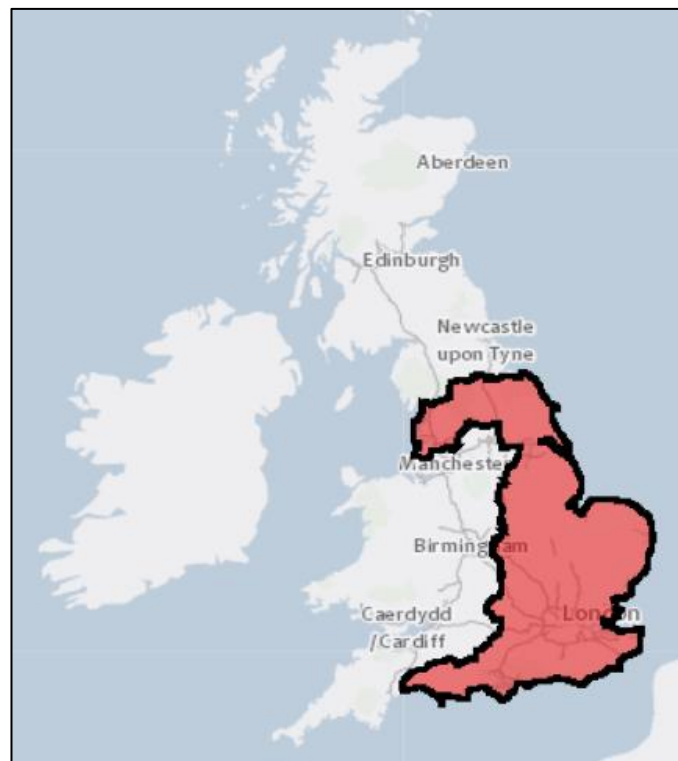 Aberdeen
Edinburgh
Newcastle
upon Tyne
Manchester
Birmingham
Caerdydd
/Cardiff
London